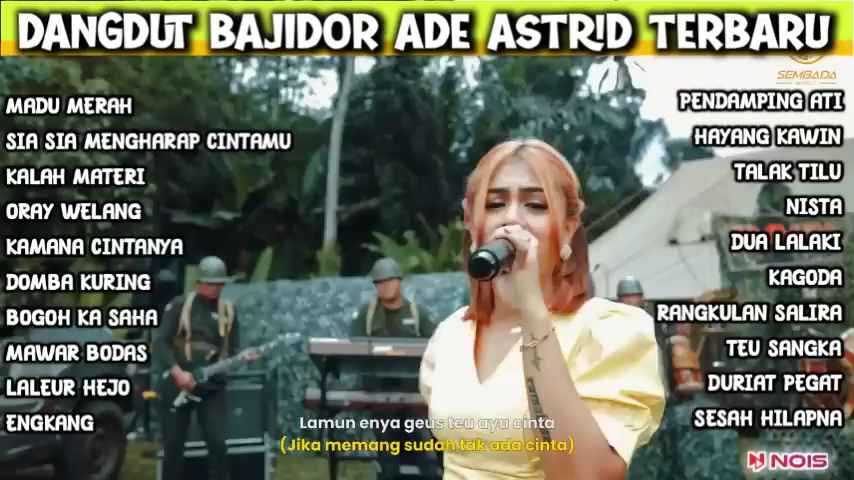 DANGDUT BAJIDOR ADE ASTRID TERBARU
SEMBADA
MADU MERAH
SIA SIA MENGHARAP CINTAMU
KALAH MATERI
ORAY WELANG
KAMANA CINTANYA
DOMBA KURING
BOGOH KA SAHA
MAWAR BODAS
LALEUR HEJO
ENGKANG
PENDAMPING ATI
HAYANG KAWIN
TALAK TILU
NISTA
DUA LALAKI
KAGODA
RANGKULAN SALIRA
TEU SANGKA
DURIAT PEGAT
SESAH HILAPNA
Lamun enya geus teu aya cinta
(Jika memang sudah tak ada cinta)
NOIS